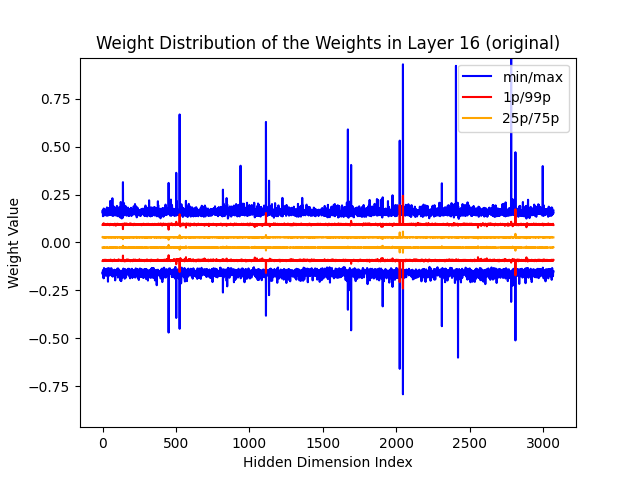 Weight Distribution of the Weights in Layer 16 (original)
min/max
1p/99p
25p/75p
Weight Value
0.75
0.50
0.25
0.00
−0.25
−0.50
−0.75
0
500
1000
1500
2000
2500
3000
Hidden Dimension Index